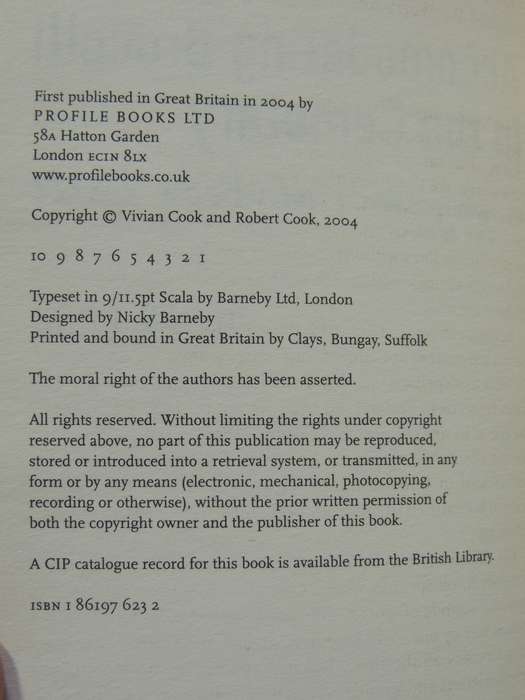 First published in Great Britain in 2004 by
PROFILE BOOKS LTD
58A Hatton Garden
London EC1N 8LX
www.profilebooks.co.uk
Copyright © Vivian Cook and Robert Cook, 2004
10 9 8 7 6 5 4 3 2 1
Typeset in 9/11.5pt Scala by Barneby Ltd, London
Designed by Nicky Barneby
Printed and bound in Great Britain by Clays, Bungay, Suffolk
The moral right of the authors has been asserted.
All rights reserved. Without limiting the rights under copyright
reserved above, no part of this publication may be reproduced,
stored or introduced into a retrieval system, or transmitted, in any
form or by any means (electronic, mechanical, photocopying,
recording or otherwise), without the prior written permission of
both the copyright owner and the publisher of this book.
A CIP catalogue record for this book is available from the British Library.
ISBN 1 86197 623 2